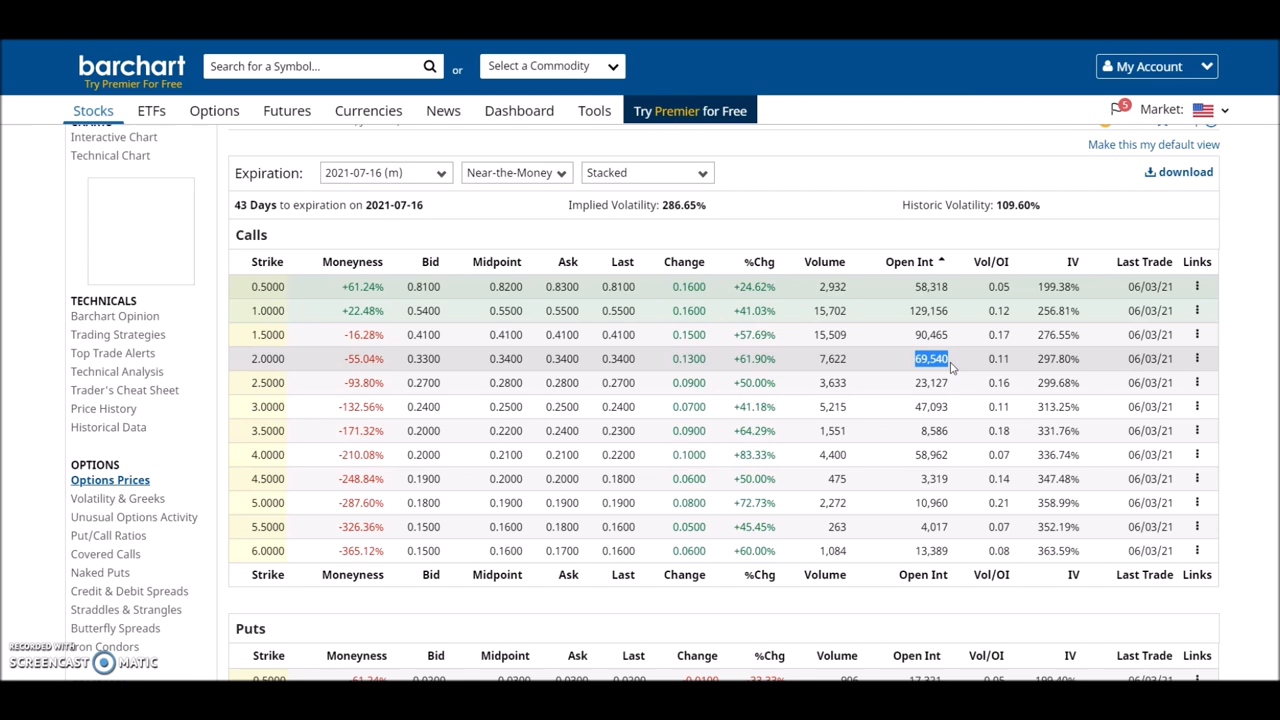 barchart
Try Premier For Free
Search for a Symbol...
or
Select a Commodity
My Account
Stocks ETFs Options Futures Currencies News Dashboard Tools Try Premier for Free
5 Market:
Interactive Chart
Technical Chart
Make this my default view
Expiration: 2021-07-16 (m) Near-the-Money Stacked download
43 Days to expiration on 2021-07-16 Implied Volatility: 286.65% Historic Volatility: 109.60%
Calls
Strike Moneyness Bid Midpoint Ask Last Change %Chg Volume Open Int Vol/OI IV Last Trade Links
0.5000 +61.24% 0.8100 0.8200 0.8300 0.8100 0.1600 +24.62% 2,932 58,318 0.05 199.38% 06/03/21
1.0000 +22.48% 0.5400 0.5500 0.5500 0.5500 0.1600 +41.03% 15,702 129,156 0.12 256.81% 06/03/21
1.5000 -16.28% 0.4100 0.4100 0.4100 0.4100 0.1500 +57.69% 15,509 90,465 0.17 276.55% 06/03/21
2.0000 -55.04% 0.3300 0.3400 0.3400 0.3400 0.1300 +61.90% 7,622 69,540 0.11 297.80% 06/03/21
2.5000 -93.80% 0.2700 0.2800 0.2800 0.2700 0.0900 +50.00% 3,633 23,127 0.16 299.68% 06/03/21
3.0000 -132.56% 0.2400 0.2500 0.2500 0.2400 0.0700 +41.18% 5,215 47,093 0.11 313.25% 06/03/21
3.5000 -171.32% 0.2000 0.2200 0.2400 0.2300 0.0900 +64.29% 1,551 8,586 0.18 331.76% 06/03/21
4.0000 -210.08% 0.2000 0.2100 0.2100 0.2000 0.1000 +83.33% 4,400 58,962 0.07 336.74% 06/03/21
4.5000 -248.84% 0.1900 0.2000 0.2000 0.1800 0.0600 +50.00% 475 3,319 0.14 347.48% 06/03/21
5.0000 -287.60% 0.1800 0.1900 0.1900 0.1900 0.0800 +72.73% 2,272 10,960 0.21 358.99% 06/03/21
5.5000 -326.36% 0.1500 0.1600 0.1800 0.1600 0.0500 +45.45% 263 4,017 0.07 352.19% 06/03/21
6.0000 -365.12% 0.1500 0.1600 0.1700 0.1600 0.0600 +60.00% 1,084 13,389 0.08 363.59% 06/03/21
Strike Moneyness Bid Midpoint Ask Last Change %Chg Volume Open Int Vol/OI IV Last Trade Links
Puts
Strike Moneyness Bid Midpoint Ask Last Change %Chg Volume Open Int Vol/OI IV Last Trade Links
TECHNICALS
Barchart Opinion
Trading Strategies
Top Trade Alerts
Technical Analysis
Trader's Cheat Sheet
Price History
Historical Data
OPTIONS
Options Prices
Volatility & Greeks
Unusual Options Activity
Put/Call Ratios
Covered Calls
Naked Puts
Credit & Debit Spreads
Straddles & Strangles
Butterfly Spreads
Iron Condors
RECORDED WITH
SCREENCAST MATIC